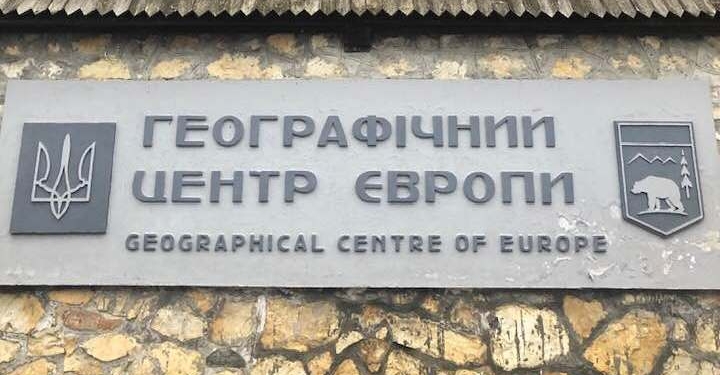 ГЕОГРАФІЧНИЙ
ЦЕНТР ЄВРОПИ
GEOGRAPHICAL CENTRE OF EUROPE